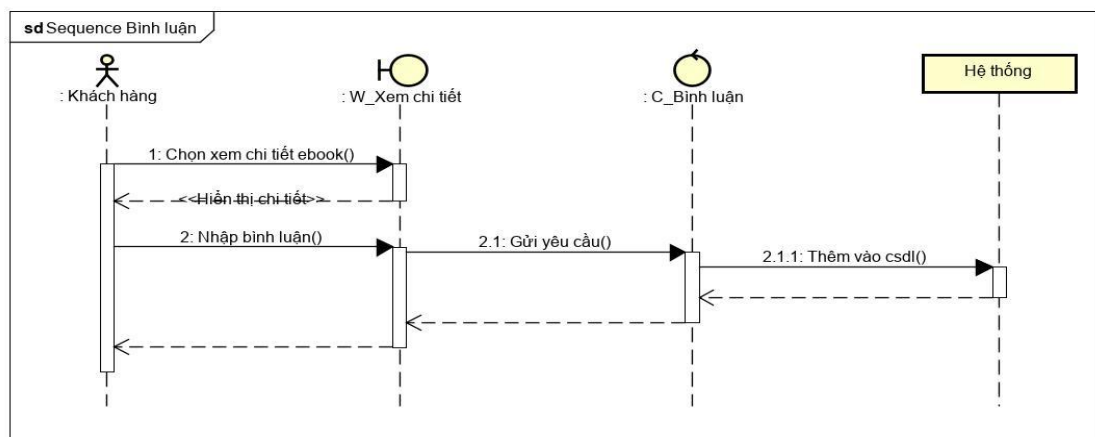 sd Sequence Bình luận
: Khách hàng
: W_Xem chi tiết
: C_Bình luận
Hệ thống
1: Chọn xem chi tiết ebook()
<<Hiển thị chi tiết>>
2: Nhập bình luận()
2.1: Gửi yêu cầu()
2.1.1: Thêm vào csdl()